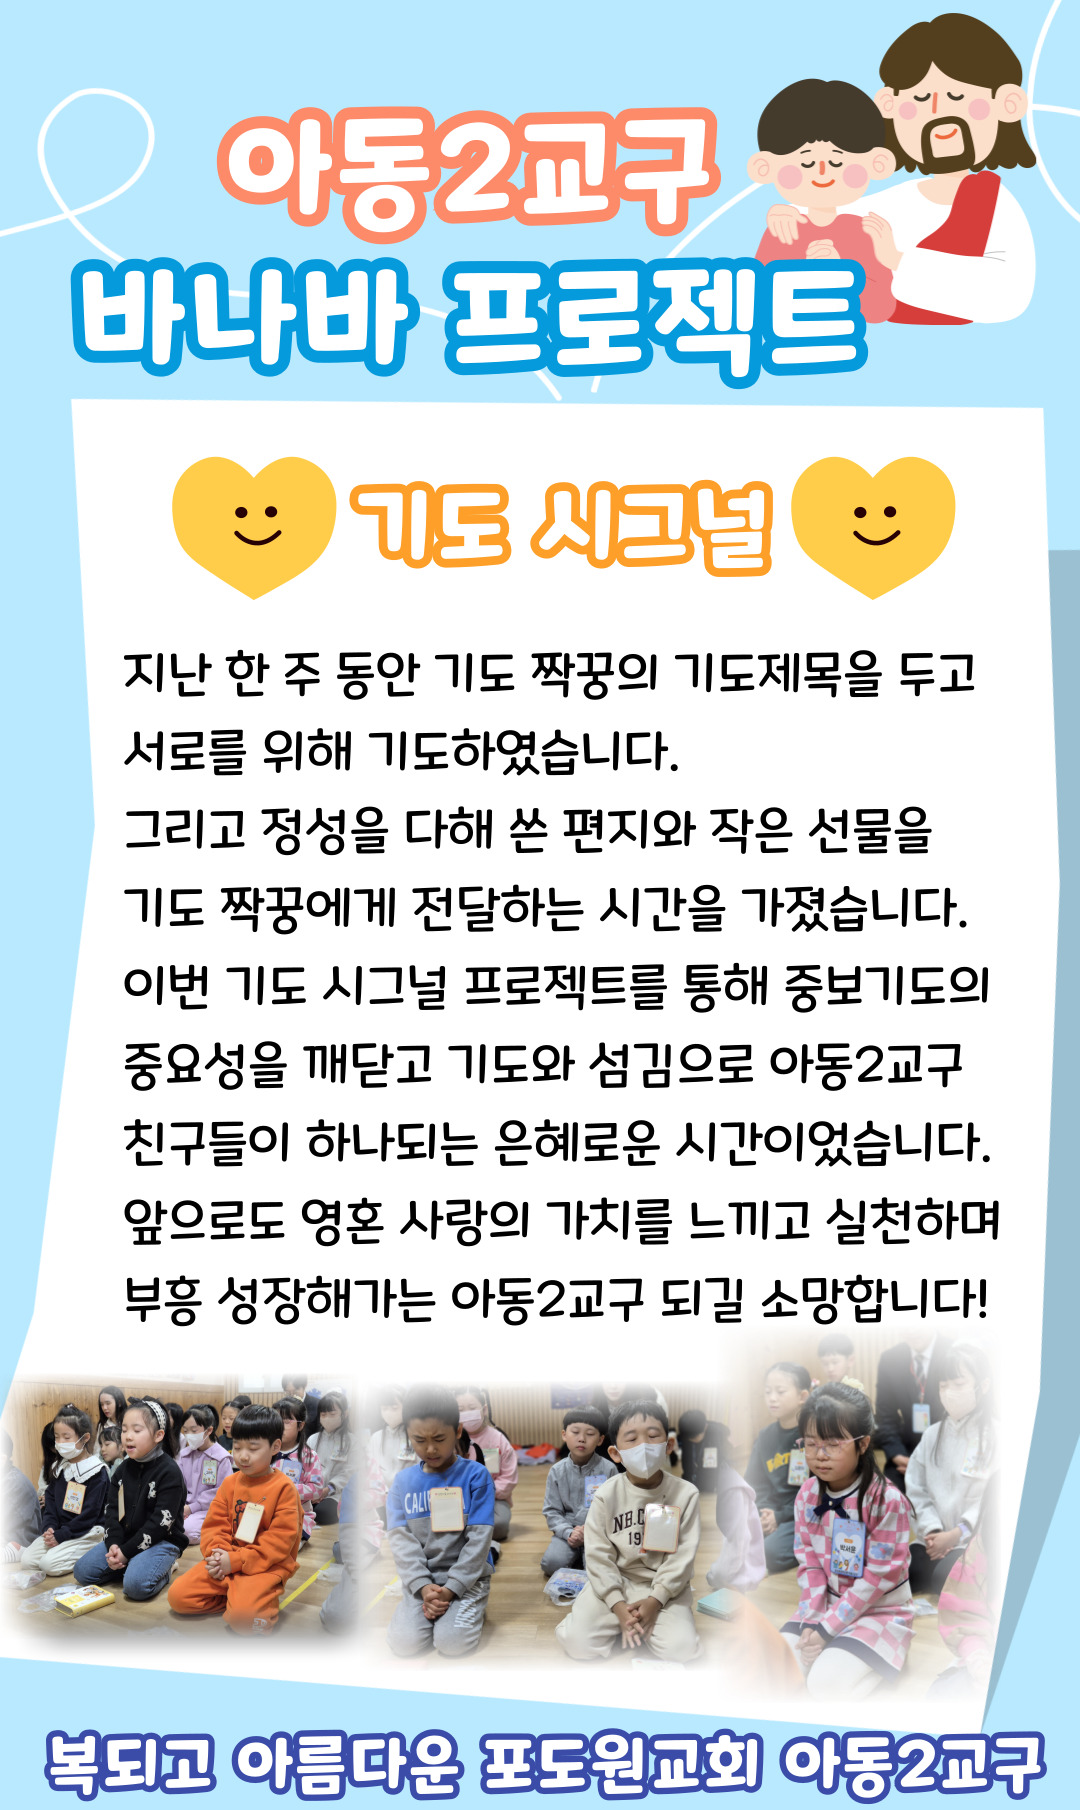 아동2교구
바나바 프로젝트
기도 시그널
지난 한 주 동안 기도 짝꿍의 기도제목을 두고
서로를 위해 기도하였습니다.
그리고 정성을 다해 쓴 편지와 작은 선물을
기도 짝꿍에게 전달하는 시간을 가졌습니다.
이번 기도 시그널 프로젝트를 통해 중보기도의
중요성을 깨닫고 기도와 섬김으로 아동2교구
친구들이 하나되는 은혜로운 시간이었습니다.
앞으로도 영혼 사랑의 가치를 느끼고 실천하며
부흥 성장해가는 아동2교구 되길 소망합니다!
복되고 아름다운 포도원교회 아동2교구